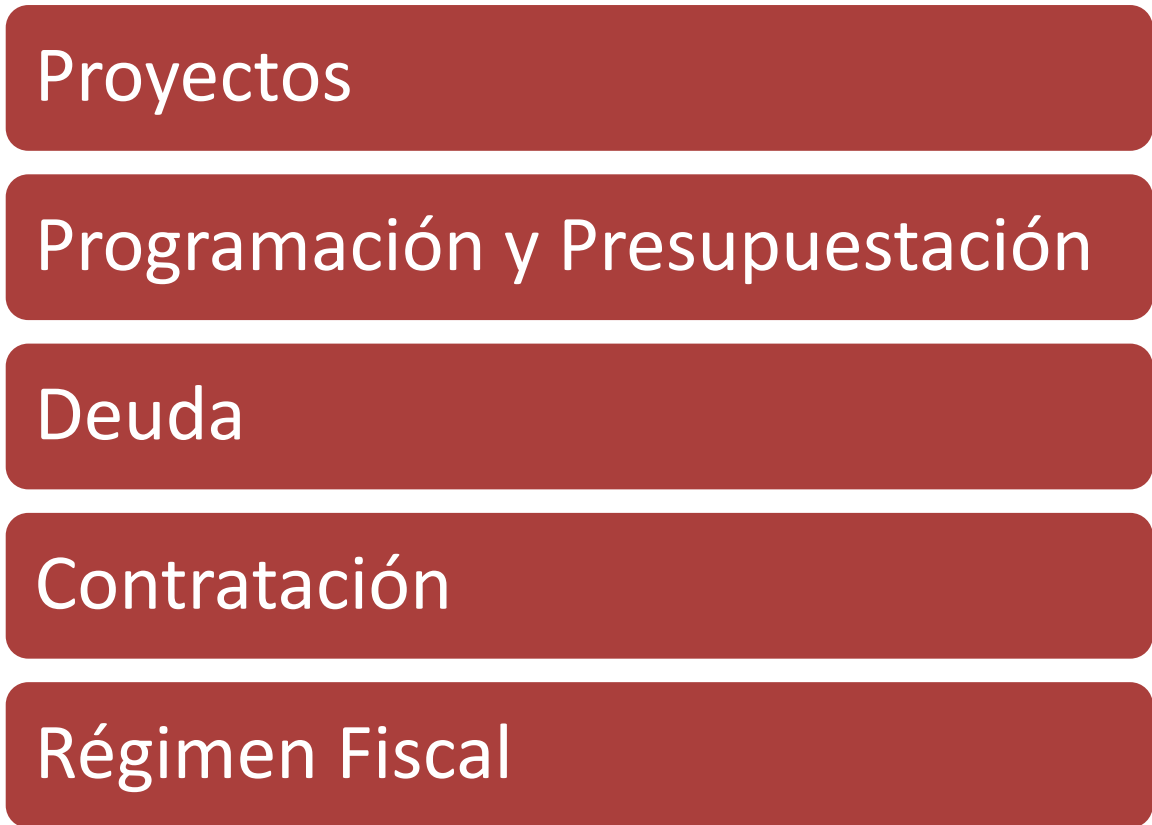 Proyectos
Programación y Presupuestación
Deuda
Contratación
Régimen Fiscal